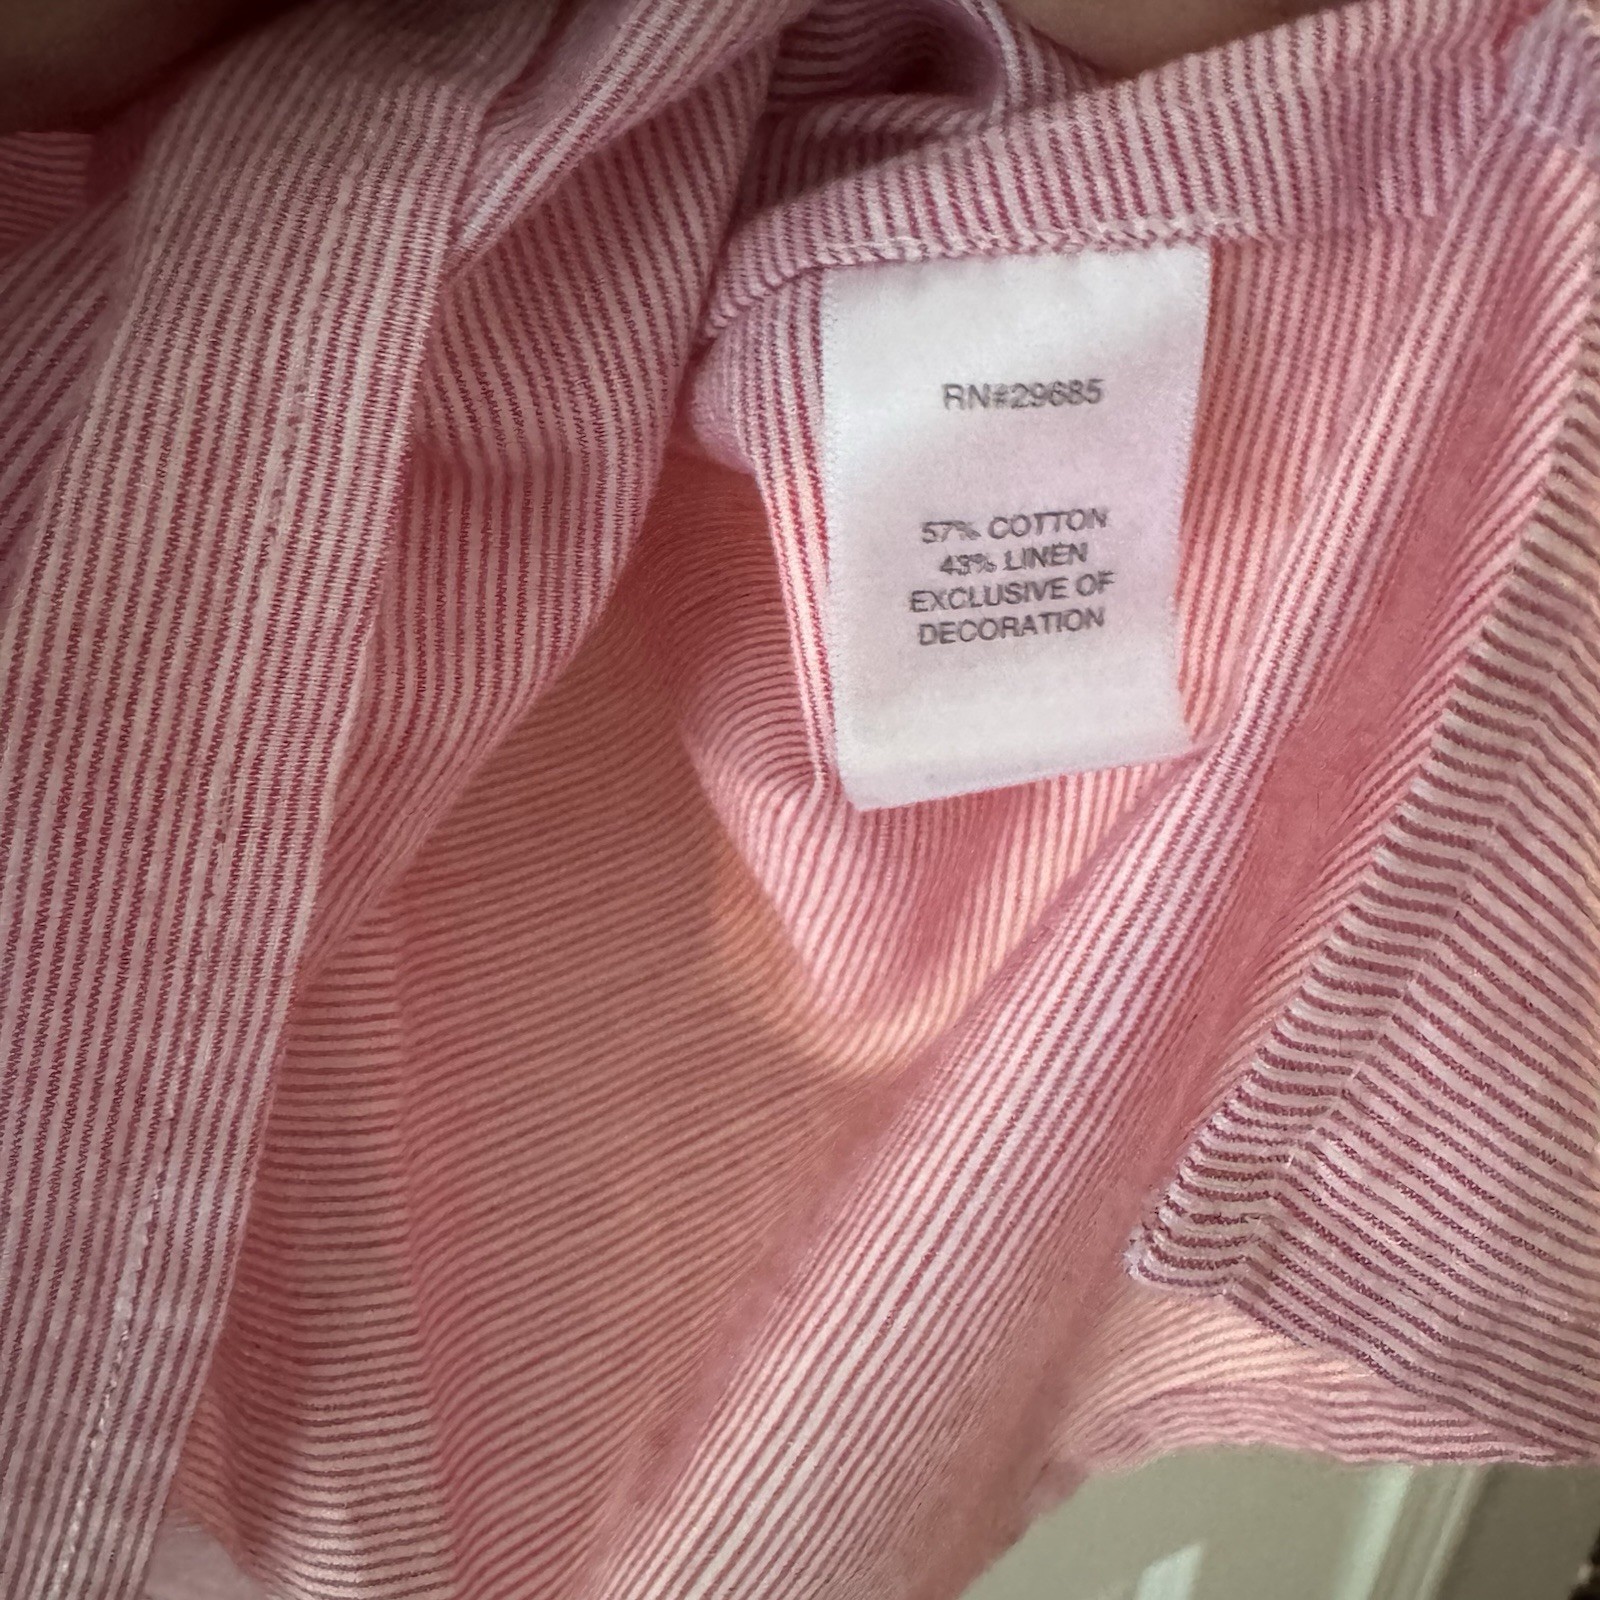 RN#29685
57% COTTON
43% LINEN
EXCLUSIVE OF
DECORATION